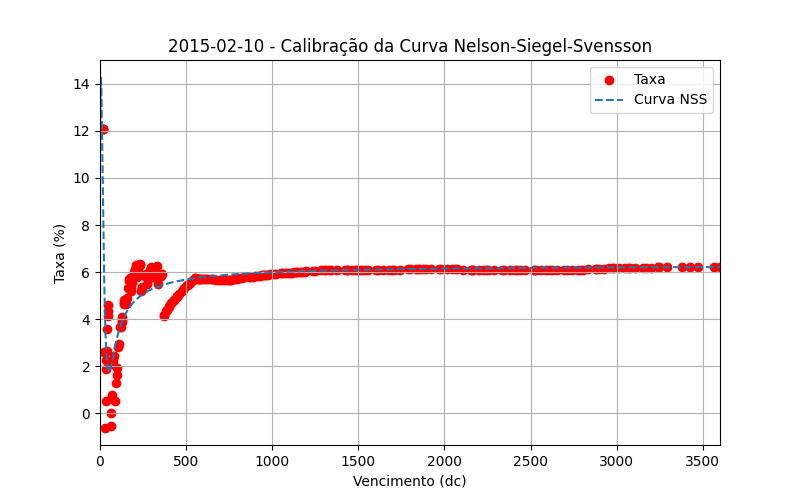 2015-02-10 - Calibração da Curva Nelson-Siegel-Svensson
Taxa
Curva NSS
Taxa (%)
14
12
10
8
6
4
2
0
0 500 1000 1500 2000 2500 3000 3500
Vencimento (dc)